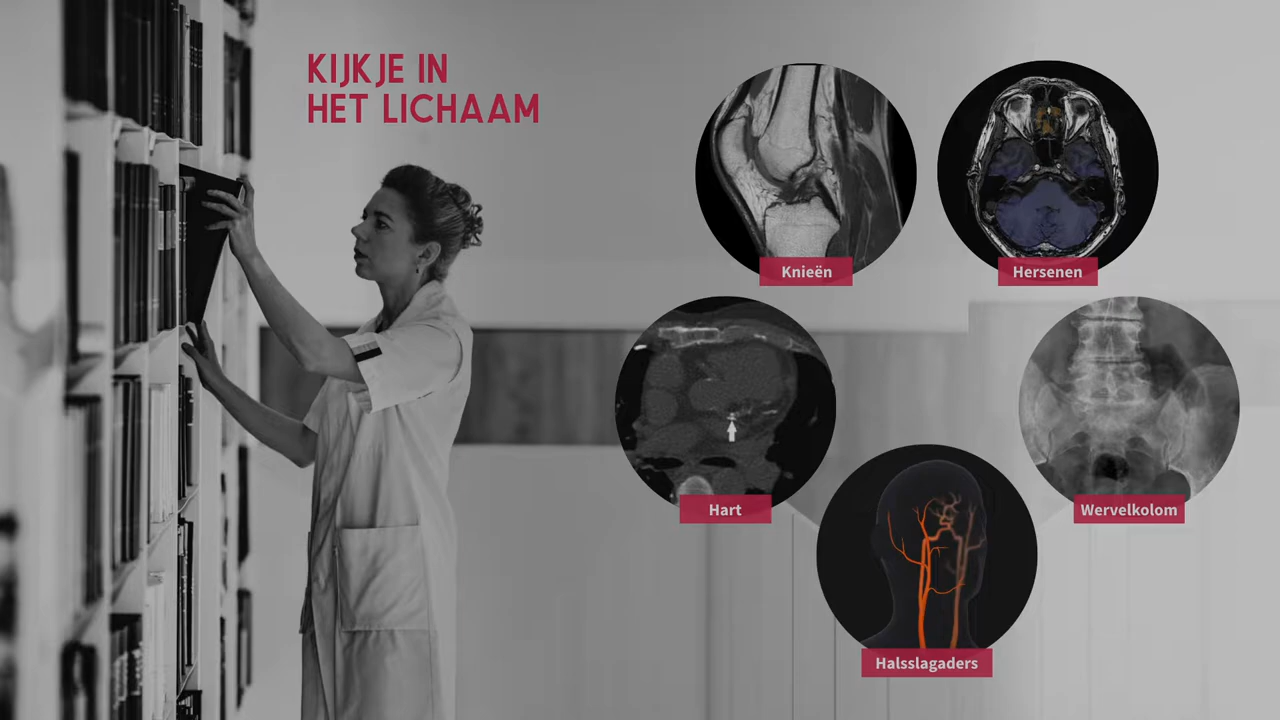 KIJKJE IN
HET LICHAAM
Knieën
Hersenen
Hart
Wervelkolom
Halsslagaders